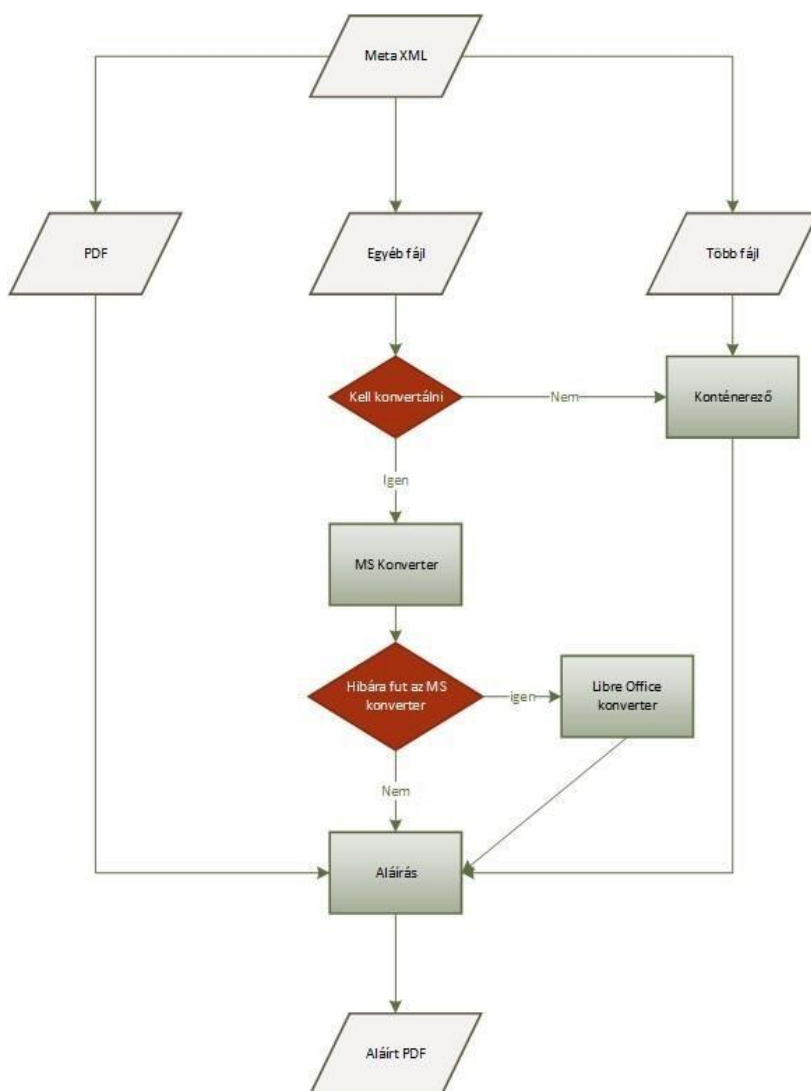 Meta XML
PDF
Egyéb fájl
Több fájl
Kell konvertálni
Nem
Konténerező
Igen
MS Konverter
Hibára fut az MS
konverter
igen
Libre Office
konverter
Nem
Aláírás
Aláírt PDF